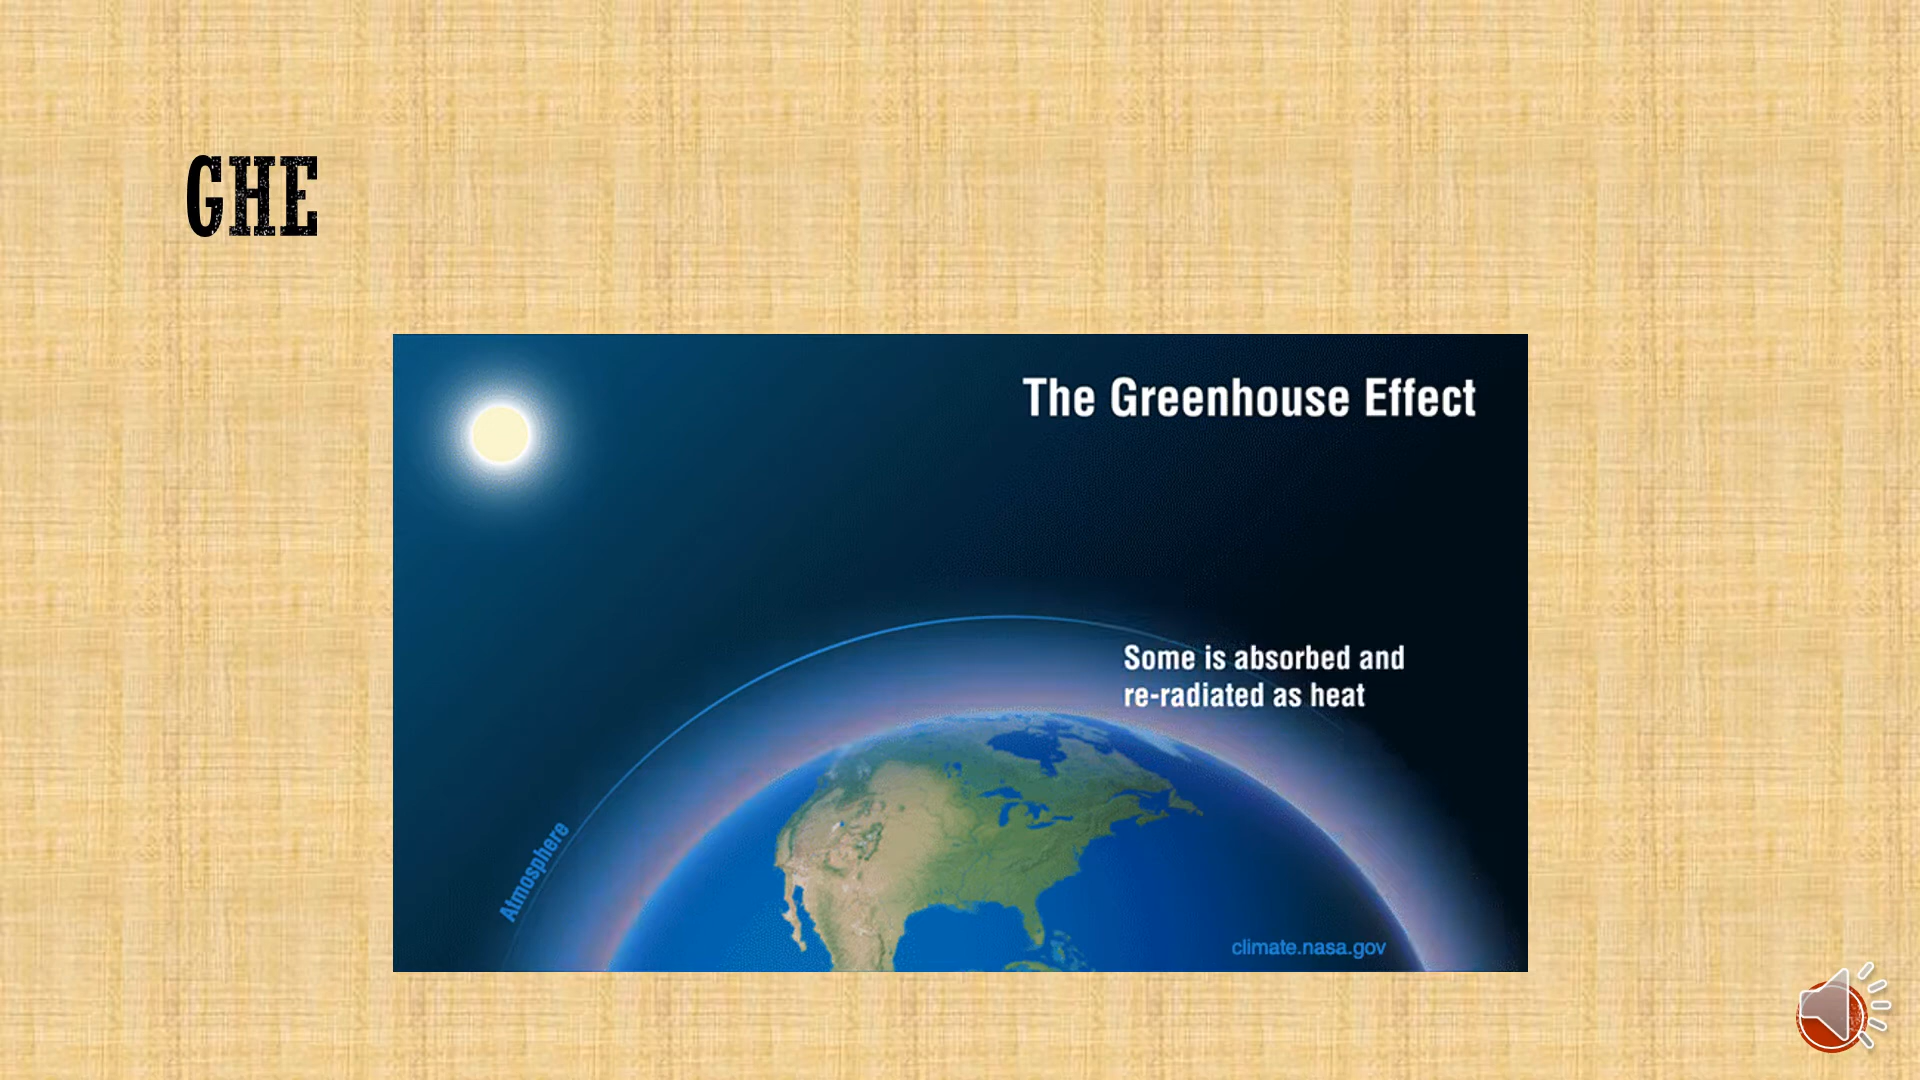 GHE
The Greenhouse Effect
Some is absorbed and
re-radiated as heat
Atmosphere
climate.nasa.gov